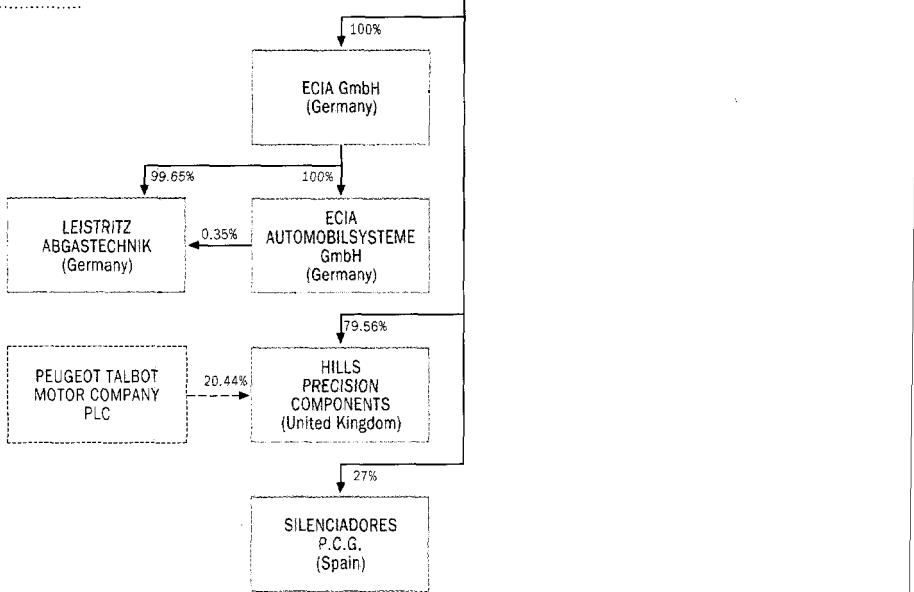 100%
ECIA GmbH
(Germany)
99.65%
100%
LEISTRITZ
ABGASTECHNIK
(Germany)
0.35%
ECIA
AUTOMOBILSYSTEME
GmbH
(Germany)
79.56%
PEUGEOT TALBOT
MOTOR COMPANY
PLC
20.44%
HILLS
PRECISION
COMPONENTS
(United Kingdom)
27%
SILENCIADORES
P.C.G.
(Spain)